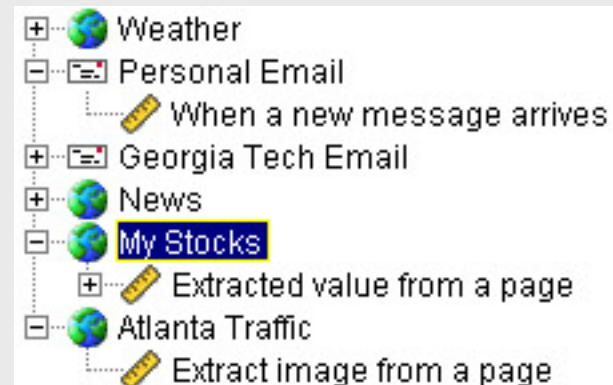 Weather
Personal Email
When a new message arrives
Georgia Tech Email
News
My Stocks
Extracted value from a page
Atlanta Traffic
Extract image from a page